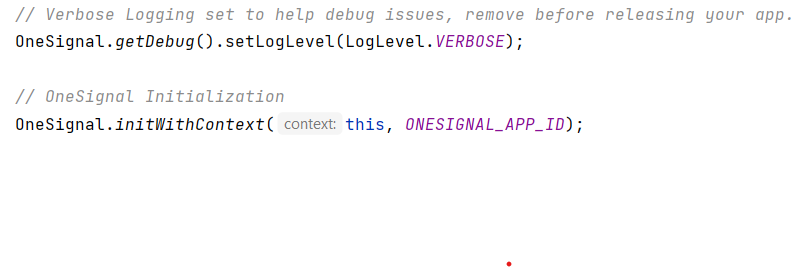 // Verbose Logging set to help debug issues, remove before releasing your app.
OneSignal.getDebug().setLogLevel(LogLevel.VERBOSE);
// OneSignal Initialization
OneSignal.initWithContext( context: this, ONESIGNAL_APP_ID);